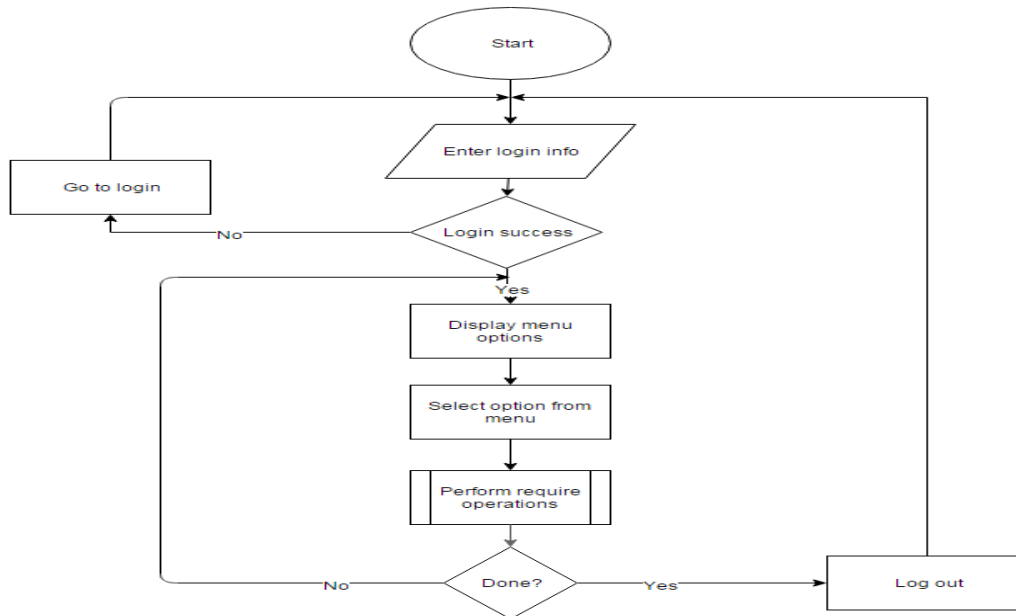 Start
Enter login info
Go to login
Login success
No
Yes
Display menu
options
Select option from
menu
Perform require
operations
Done?
No
Yes
Log out